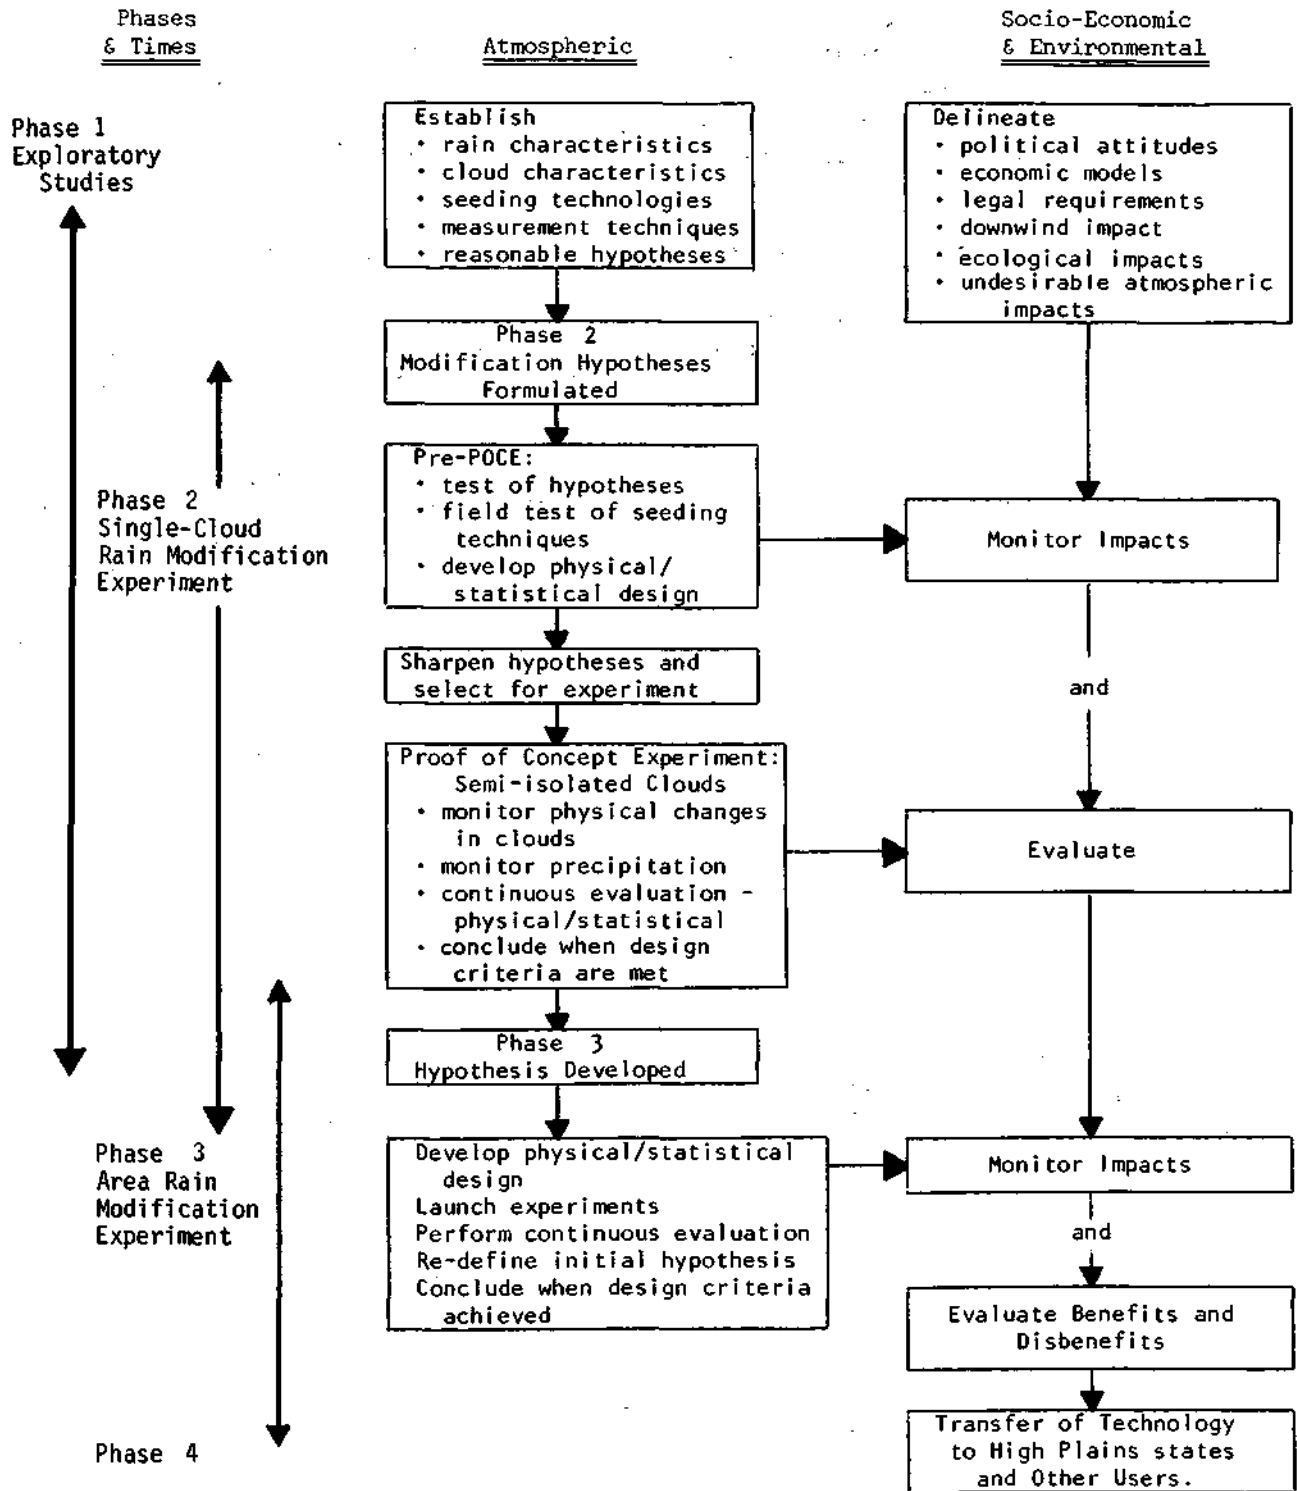 Phases
& Times
Atmospheric
Socio-Economic
& Environmental
Phase 1
Exploratory
Studies
Phase 2
Single-Cloud
Rain Modification
Experiment
Phase 3
Area Rain
Modification
Experiment
Phase 4
Establish
• rain characteristics
• cloud characteristics
• seeding technologies
• measurement techniques
• reasonable hypotheses
Phase 2
Modification Hypotheses
Formulated
Pre-POCE:
• test of hypotheses
• field test of seeding
techniques
• develop physical/
statistical design
Sharpen hypotheses and
select for experiment
Proof of Concept Experiment:
Semi-isolated Clouds
• monitor physical changes
in clouds
• monitor precipitation
• continuous evaluation -
physical/statistical
• conclude when design
criteria are met
Phase 3
Hypothesis Developed
Develop physical/statistical
design
Launch experiments
Perform continuous evaluation
Re-define initial hypothesis
Conclude when design criteria
achieved
Delineate
• political attitudes
• economic models
• legal requirements
• downwind impact
• ecological impacts
• undesirable atmospheric
impacts
Monitor Impacts
and
Evaluate
Monitor Impacts
and
Evaluate Benefits and
Disbenefits
Transfer of Technology
to High Plains states
and Other Users.